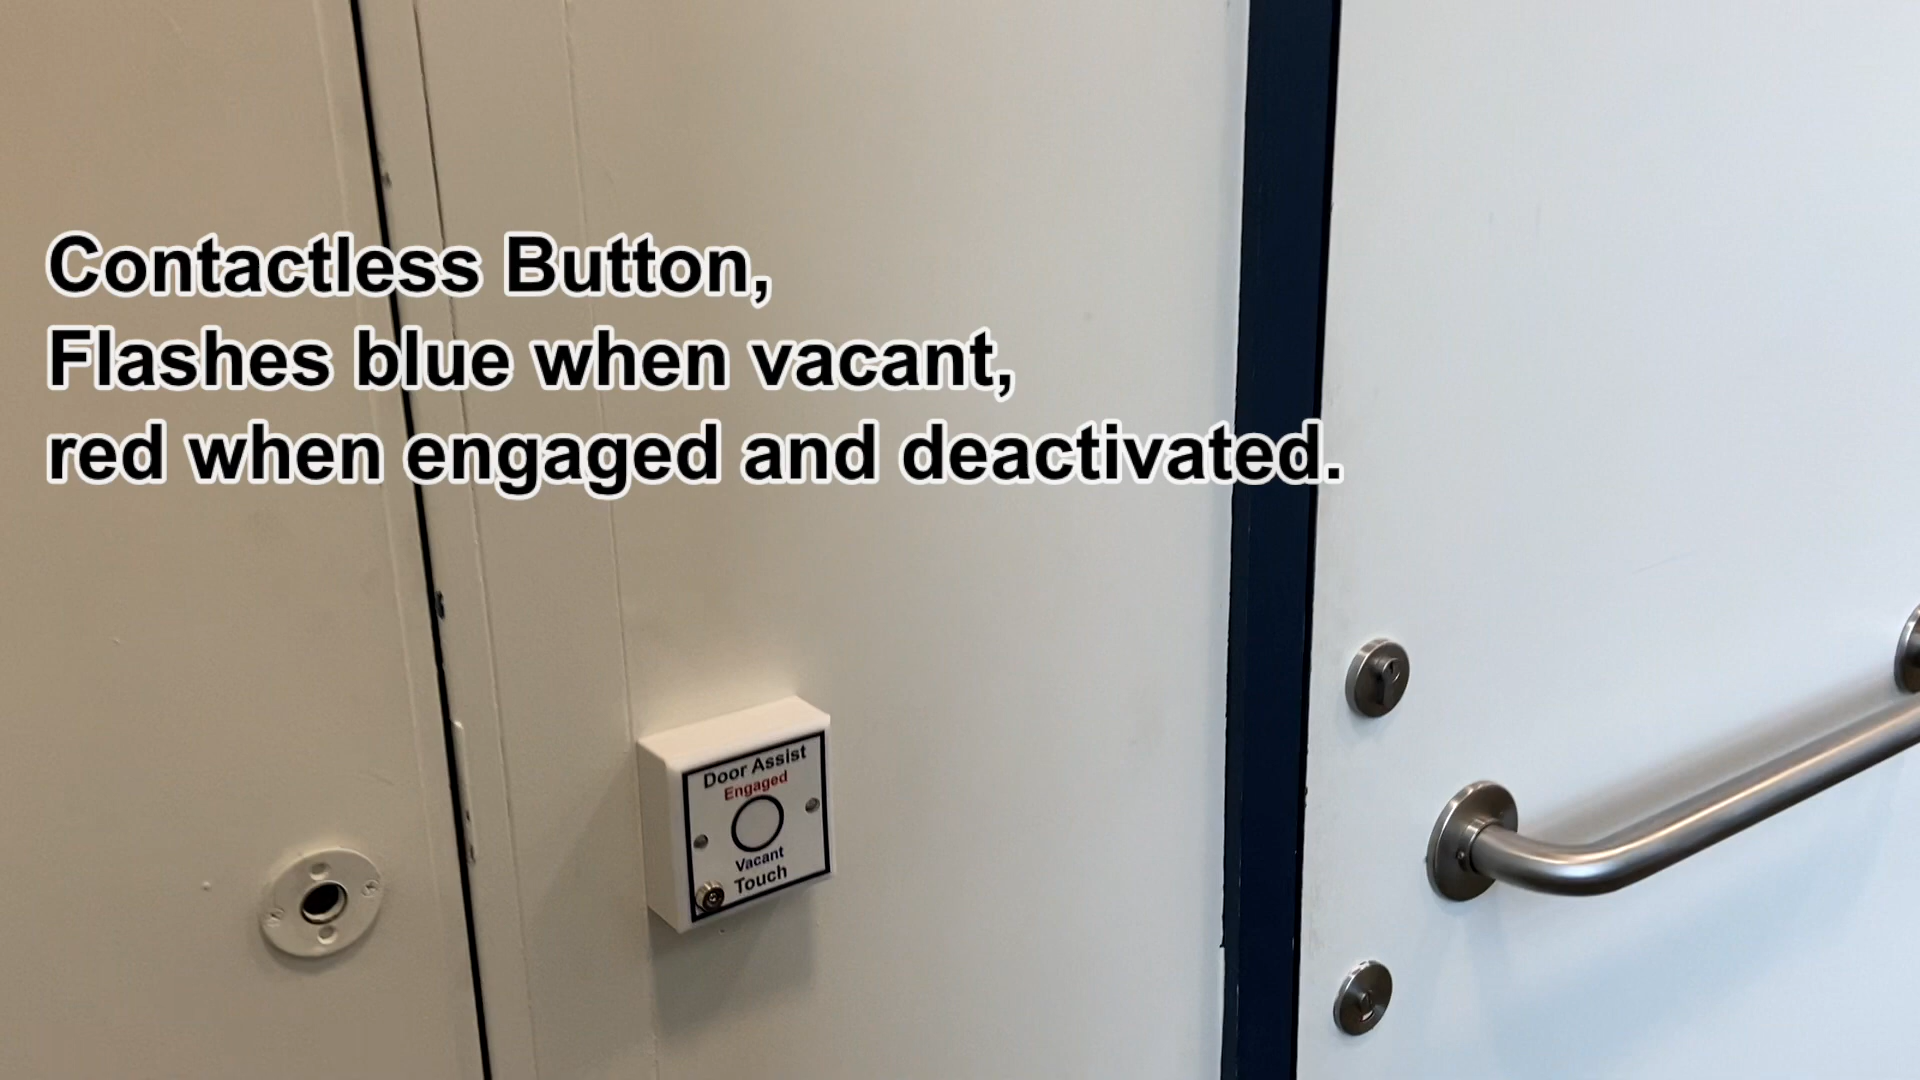 Contactless Button,
Flashes blue when vacant,
red when engaged and deactivated.
Door Assist
Engaged
Vacant
Touch